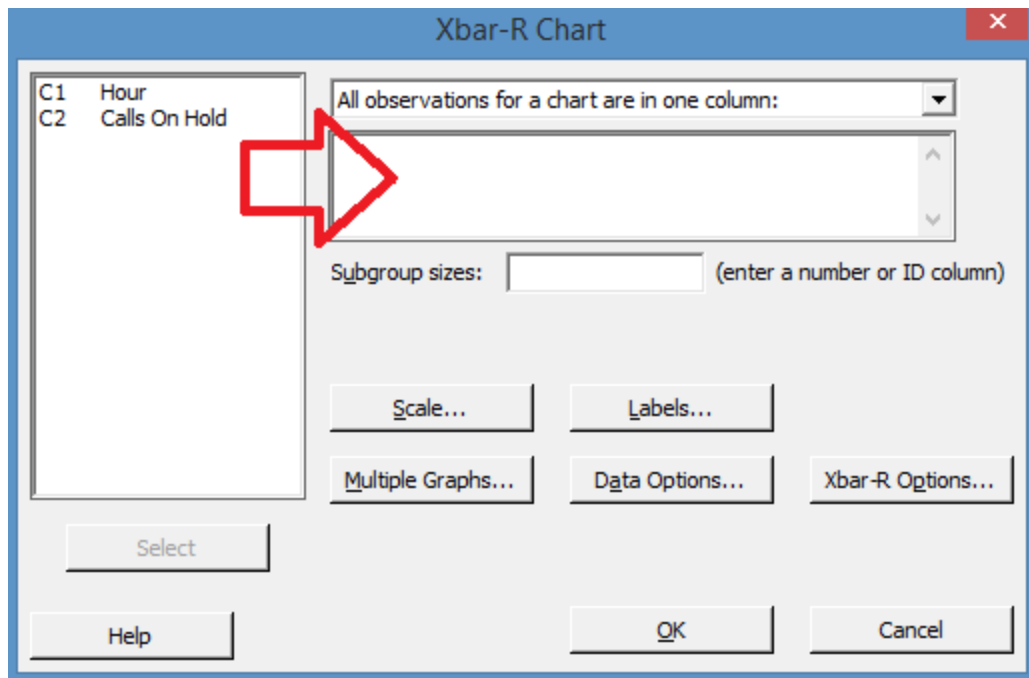 Xbar-R Chart
C1 Hour
C2 Calls On Hold
All observations for a chart are in one column:
Subgroup sizes: (enter a number or ID column)
Scale... Labels...
Multiple Graphs... Data Options... Xbar-R Options...
Select
Help OK Cancel